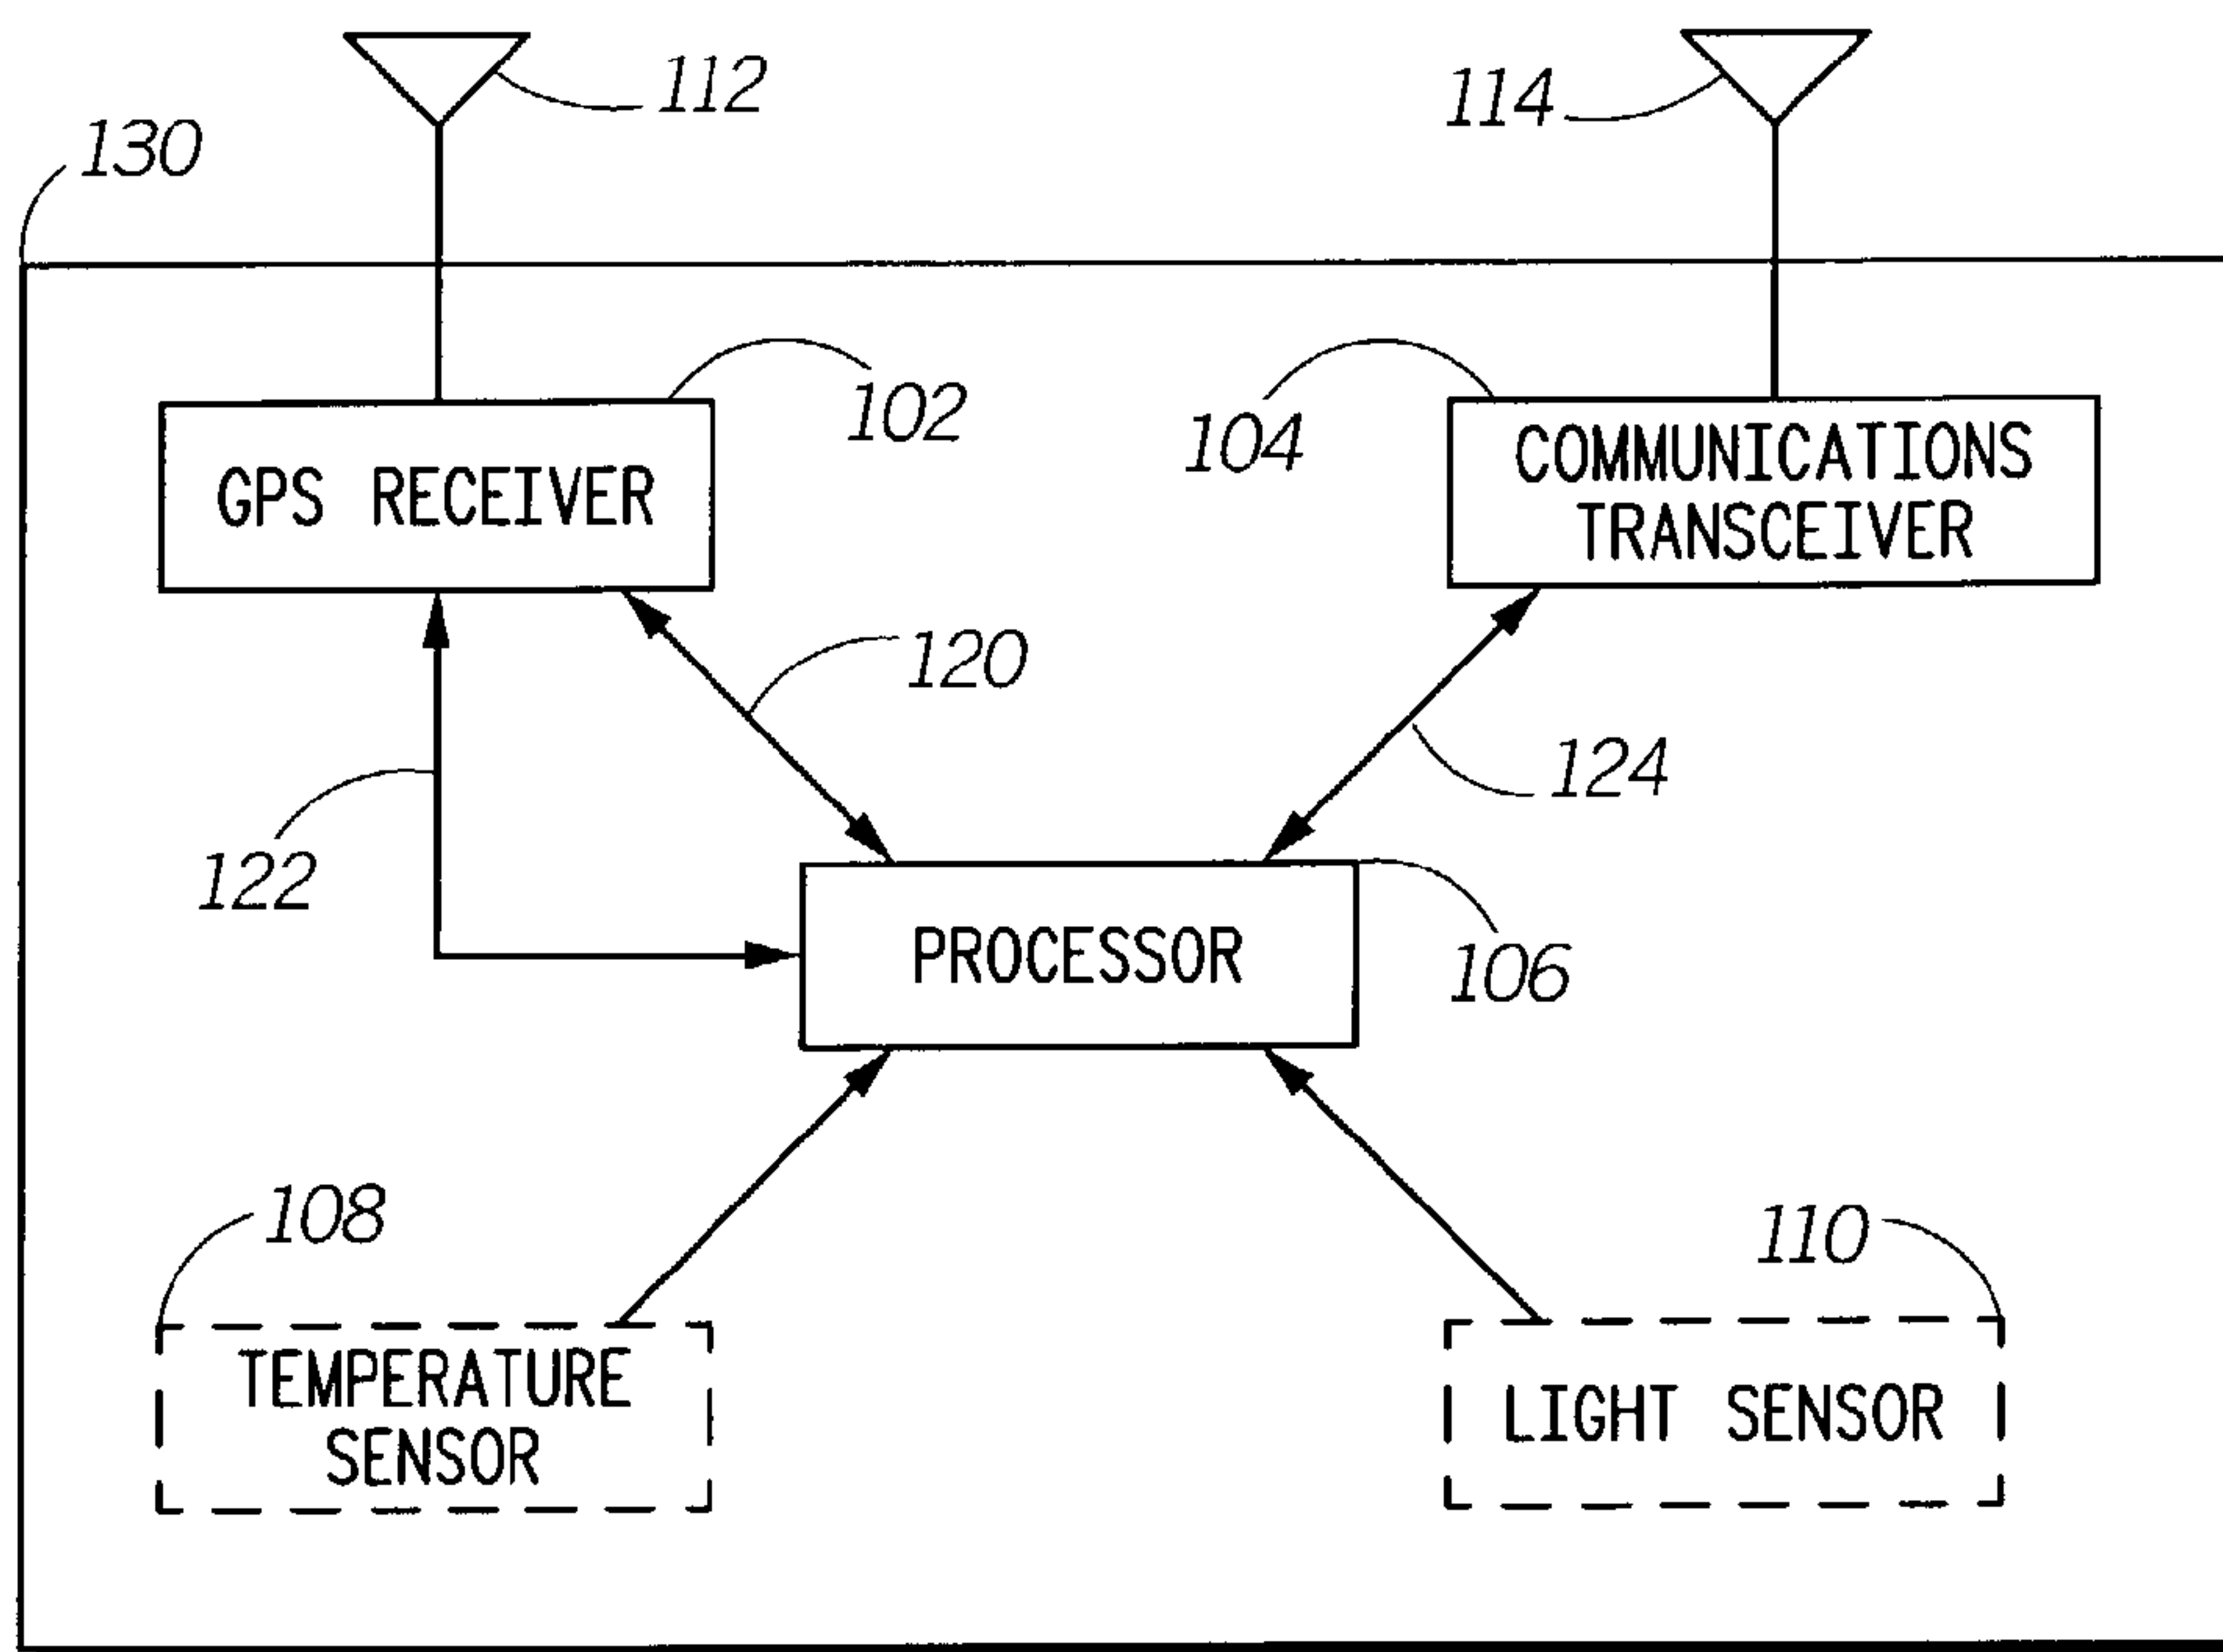 112
114
130
102
104
GPS RECEIVER
COMMUNICATIONS
TRANSCEIVER
120
124
122
PROCESSOR
106
108
110
TEMPERATURE
SENSOR
LIGHT SENSOR